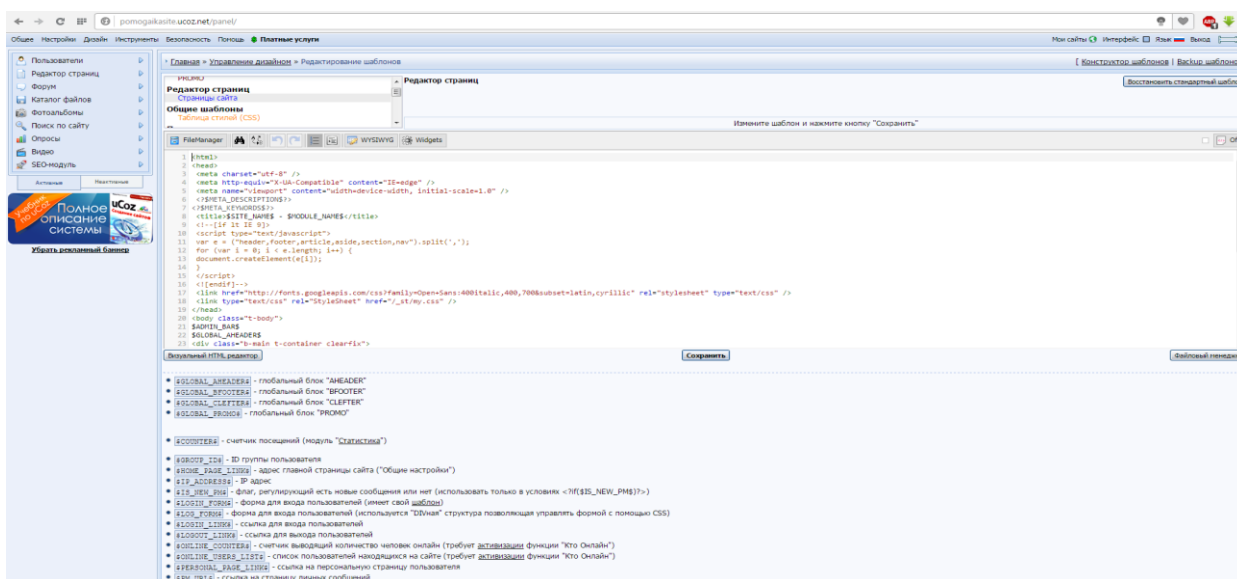 pomogaikasite.ucoz.net/panel/
Общее Настройки Дизайн Инструменты Безопасность Помощь Платные услуги Мои сайты Интерфейс Язык Выход
Пользователи
Редактор страниц
Форум
Каталог файлов
Фотоальбомы
Поиск по сайту
Опросы
Видео
SEO-модуль
Активные Неактивные
Учебник по uCoz
Полное описание системы
uCoz
Убрать рекламный баннер
Главная » Управление дизайном » Редактирование шаблонов [ Конструктор шаблонов | Backup шаблоно
PROMO
Редактор страниц
Страницы сайта
Общие шаблоны
Таблица стилей (CSS)
Редактор страниц
Восстановить стандартный шабло
Измените шаблон и нажмите кнопку "Сохранить"
FileManager WYSIWYG Widgets
1 <html>
2 <head>
3 <meta charset="utf-8" />
4 <meta http-equiv="X-UA-Compatible" content="IE=edge" />
5 <meta name="viewport" content="width=device-width, initial-scale=1.0" />
6 <?$META_DESCRIPTION$?>
7 <?$META_KEYWORDS$?>
8 <title>$SITE_NAME$ - $MODULE_NAME$</title>
9 <!--[if lt IE 9]>
10 <script type="text/javascript">
11 var e = ("header,footer,article,aside,section,nav").split(',');
12 for (var i = 0; i < e.length; i++) {
13 document.createElement(e[i]);
14 }
15 </script>
16 <![endif]-->
17 <link href="http://fonts.googleapis.com/css?family=Open+Sans:400italic,400,700&subset=latin,cyrillic" rel="stylesheet" type="text/css" />
18 <link type="text/css" rel="StyleSheet" href="/_st/my.css" />
19 </head>
20 <body class="t-body">
21 $ADMIN_BAR$
22 $GLOBAL_AHEADER$
23 <div class="b-main t-container clearfix">
Визуальный HTML редактор Сохранить Файловый менедж
$GLOBAL_AHEADER$ - глобальный блок "AHEADER"
$GLOBAL_BFOOTER$ - глобальный блок "BFOOTER"
$GLOBAL_CLEFTER$ - глобальный блок "CLEFTER"
$GLOBAL_PROMO$ - глобальный блок "PROMO"
$COUNTER$ - счетчик посещений (модуль "Статистика")
$GROUP_ID$ - ID группы пользователя
$HOME_PAGE_LINK$ - адрес главной страницы сайта ("Общие настройки")
$IP_ADDRESS$ - IP адрес
$IS_NEW_PM$ - флаг, регулирующий есть новые сообщения или нет (использовать только в условиях <?if($IS_NEW_PM$)?>)
$LOGIN_FORM$ - форма для входа пользователей (имеет свой шаблон)
$LOG_FORM$ - форма для входа пользователей (используется "DIVная" структура позволяющая управлять формой с помощью CSS)
$LOGIN_LINK$ - ссылка для входа пользователей
$LOGOUT_LINK$ - ссылка для выхода пользователей
$ONLINE_COUNTER$ - счетчик выводящий количество человек онлайн (требует активизации функции "Кто Онлайн")
$ONLINE_USERS_LIST$ - список пользователей находящихся на сайте (требует активизации функции "Кто Онлайн")
$PERSONAL_PAGE_LINK$ - ссылка на персональную страницу пользователя
$PM_URL$ - ссылка на страницу личных сообщений